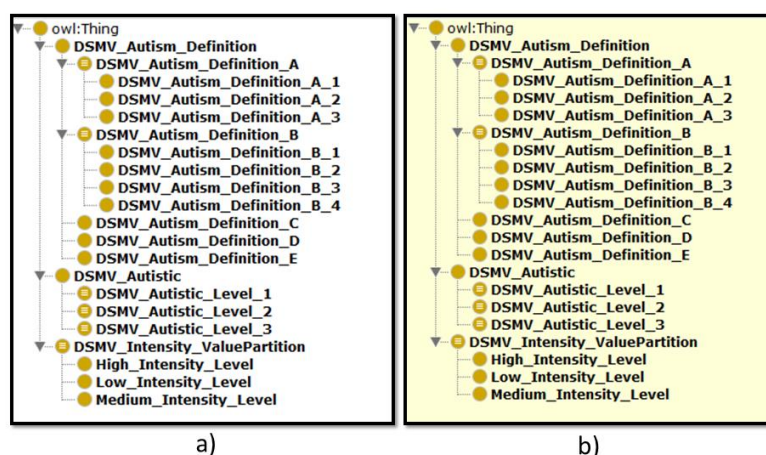 owl:Thing
DSMV_Autism_Definition
DSMV_Autism_Definition_A
DSMV_Autism_Definition_A_1
DSMV_Autism_Definition_A_2
DSMV_Autism_Definition_A_3
DSMV_Autism_Definition_B
DSMV_Autism_Definition_B_1
DSMV_Autism_Definition_B_2
DSMV_Autism_Definition_B_3
DSMV_Autism_Definition_B_4
DSMV_Autism_Definition_C
DSMV_Autism_Definition_D
DSMV_Autism_Definition_E
DSMV_Autistic
DSMV_Autistic_Level_1
DSMV_Autistic_Level_2
DSMV_Autistic_Level_3
DSMV_Intensity_ValuePartition
High_Intensity_Level
Low_Intensity_Level
Medium_Intensity_Level
a)
owl:Thing
DSMV_Autism_Definition
DSMV_Autism_Definition_A
DSMV_Autism_Definition_A_1
DSMV_Autism_Definition_A_2
DSMV_Autism_Definition_A_3
DSMV_Autism_Definition_B
DSMV_Autism_Definition_B_1
DSMV_Autism_Definition_B_2
DSMV_Autism_Definition_B_3
DSMV_Autism_Definition_B_4
DSMV_Autism_Definition_C
DSMV_Autism_Definition_D
DSMV_Autism_Definition_E
DSMV_Autistic
DSMV_Autistic_Level_1
DSMV_Autistic_Level_2
DSMV_Autistic_Level_3
DSMV_Intensity_ValuePartition
High_Intensity_Level
Low_Intensity_Level
Medium_Intensity_Level
b)